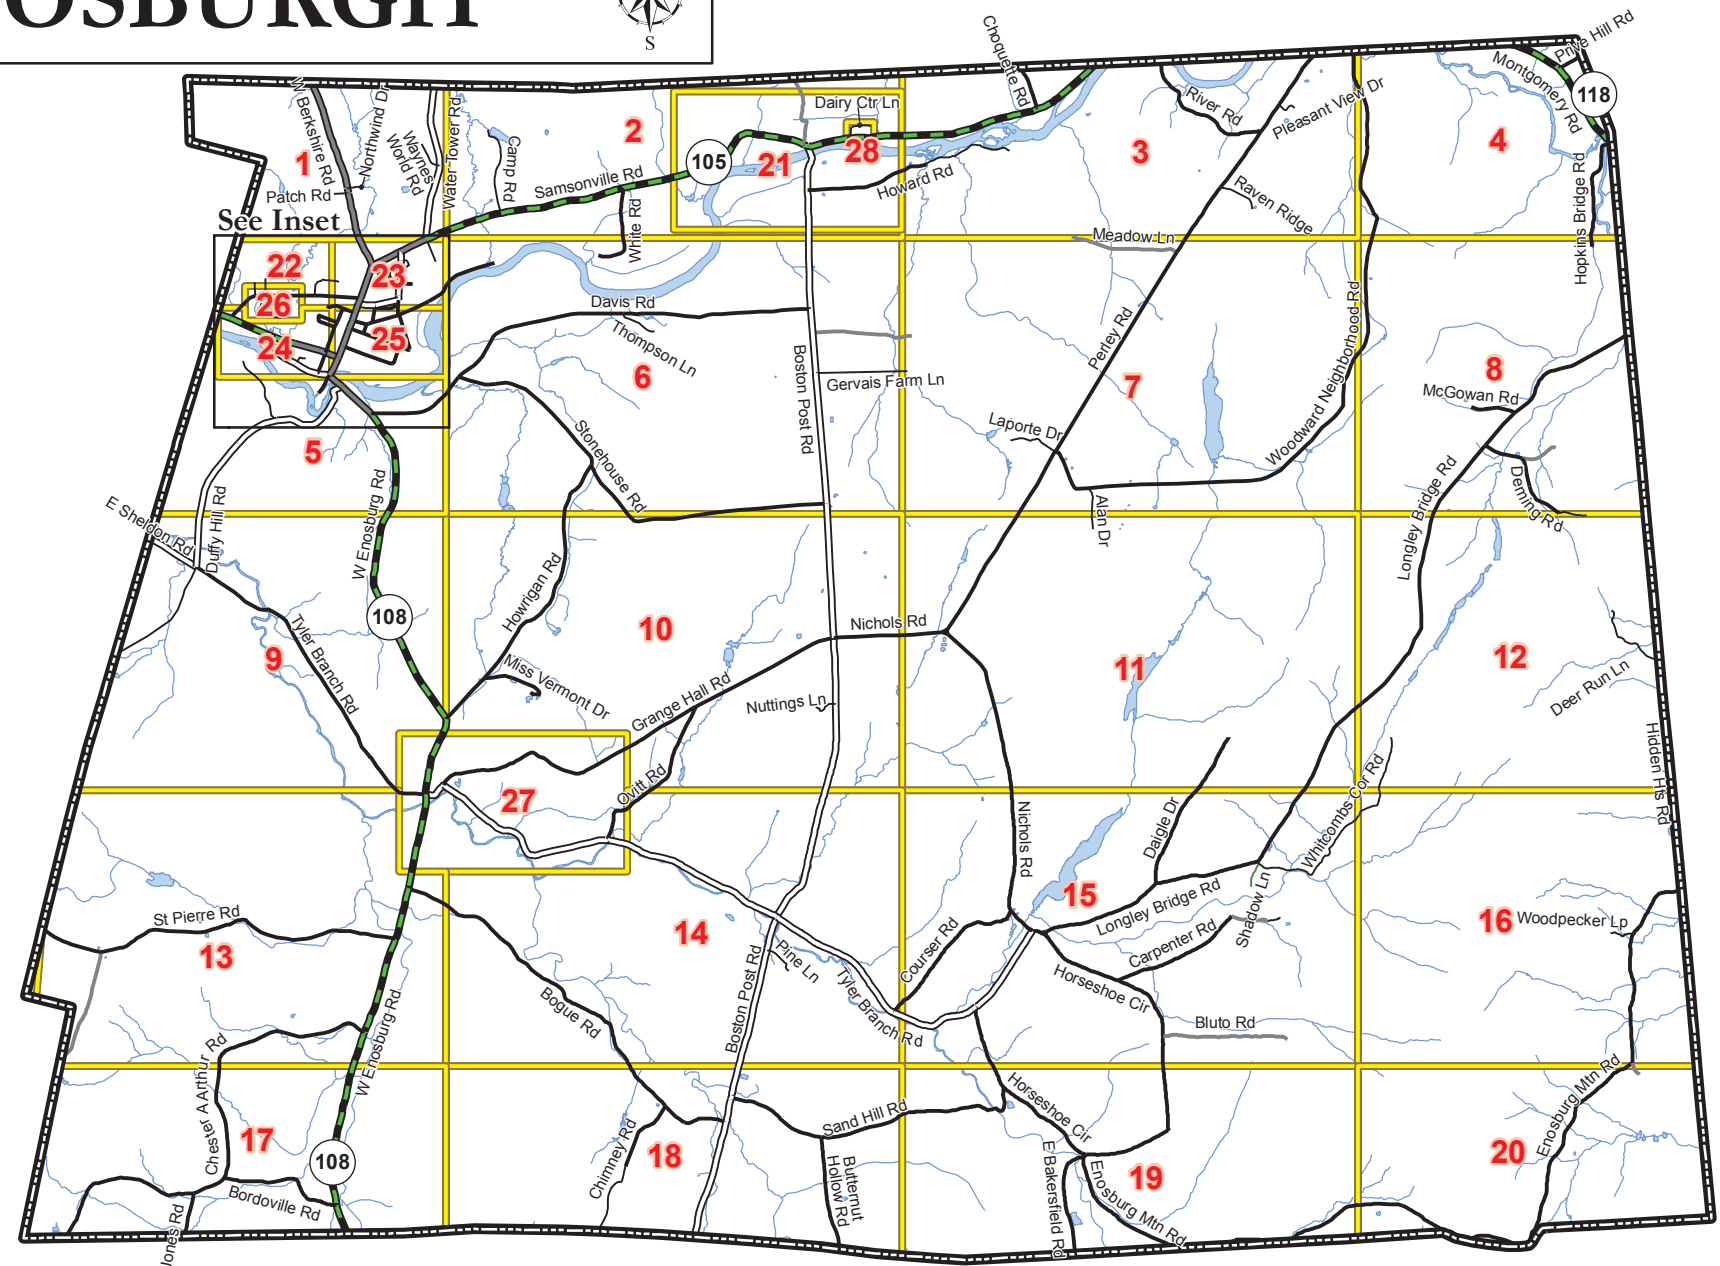 OSBURGH
S
Choquette Rd
Prive Hill Rd
Montgomery Rd
118
W Berkshire Rd
Northwind Dr
Waynes
World Rd
Water Tower Rd
Camp Rd
2
Dairy Ctr Ln
River Rd
Pleasant View Dr
4
1
105
21
28
3
Patch Rd
Samsonville Rd
Howard Rd
Raven Ridge
Hopkins Bridge Rd
See Inset
White Rd
Meadow Ln
22
23
26
24
25
Davis Rd
Thompson Ln
6
Boston Post Rd
Gervais Farm Ln
Perley Rd
7
Woodward Neighborhood Rd
8
McGowan Rd
5
Stonehouse Rd
Laporte Dr
Alan Dr
Longley Bridge Rd
Deming Rd
E Sheldon Rd
Duffy Hill Rd
W Enosburg Rd
108
Howrigan Rd
10
Nichols Rd
9
Tyler Branch Rd
Miss Vermont Dr
Grange Hall Rd
Nuttings Ln
11
12
Deer Run Ln
Hidden Hts Rd
27
Ovitt Rd
Nichols Rd
Daigle Dr
Whitcombs Cor Rd
15
Longley Bridge Rd
Shadow Ln
Carpenter Rd
16
Woodpecker Lp
St Pierre Rd
13
14
Boston Post Rd
Pine Ln
Tyler Branch Rd
Courser Rd
Horseshoe Cir
Bluto Rd
Bogue Rd
W Enosburg Rd
Chester A Arthur Rd
17
108
Bordoville Rd
Jones Rd
Chimney Rd
18
Sand Hill Rd
Butternut
Hollow Rd
Horseshoe Cir
E Bakersfield Rd
Enosburg Mtn Rd
19
20
Enosburg Mtn Rd